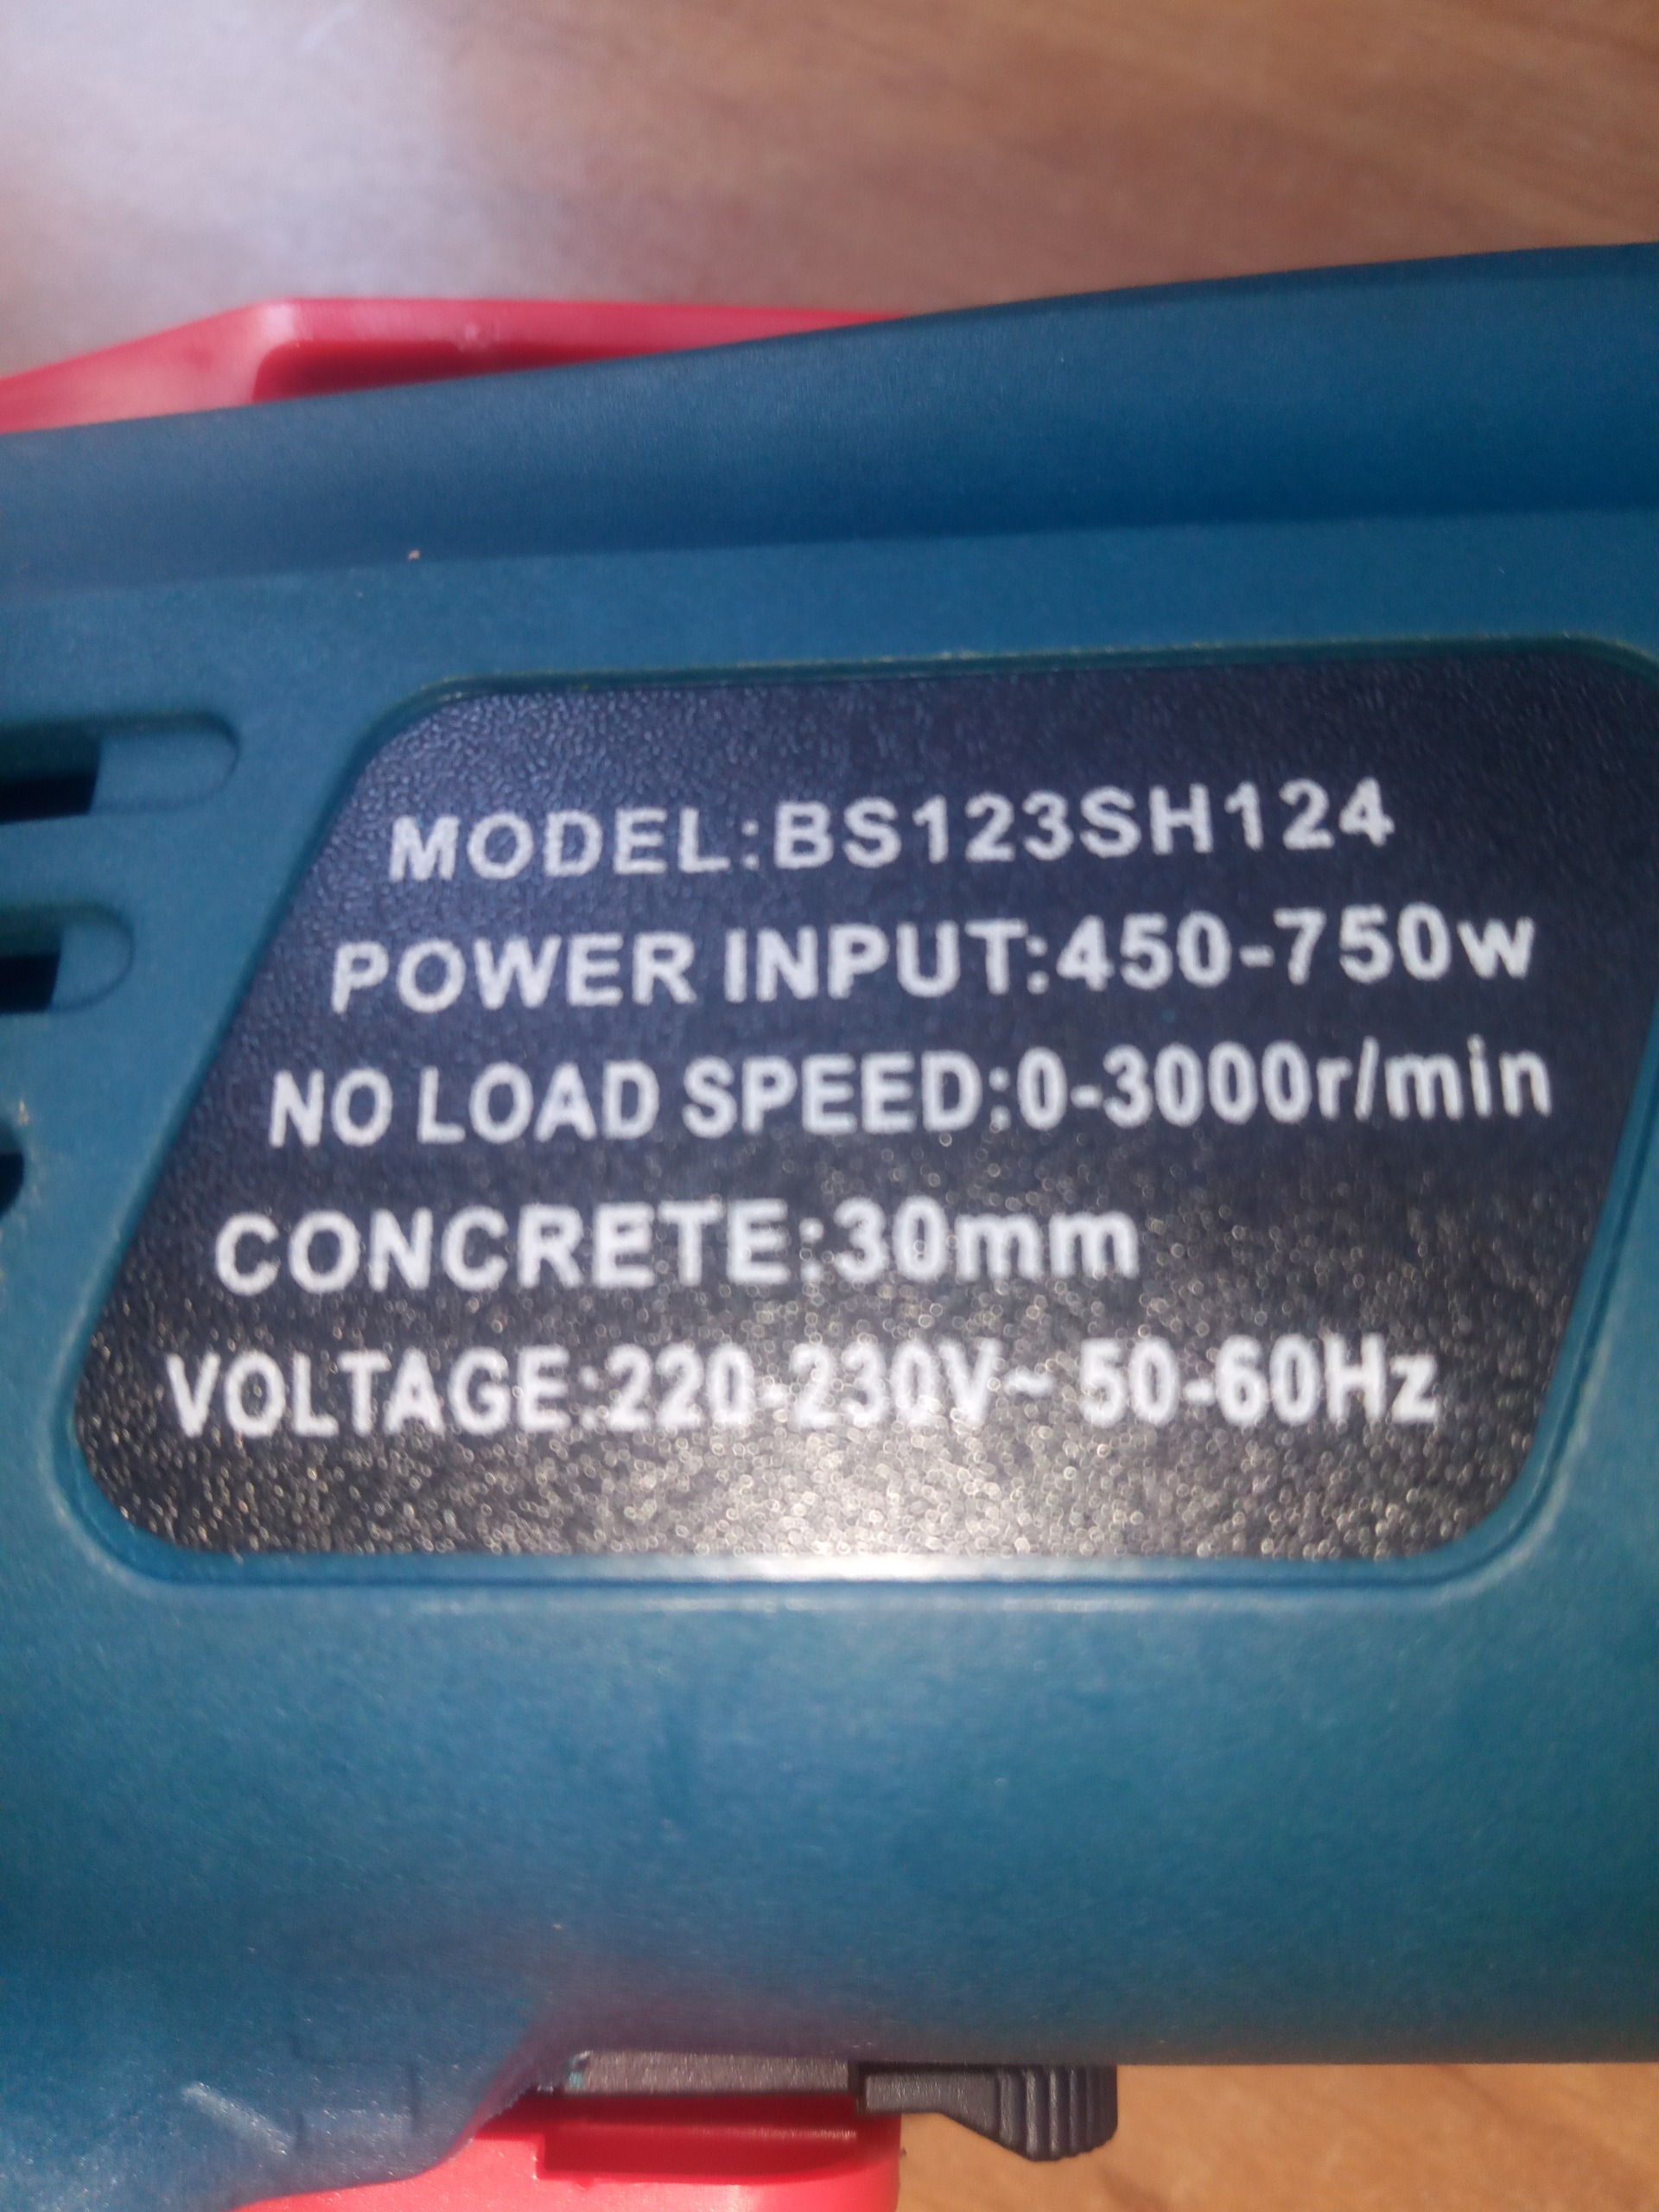 MODEL:BS123SH124
POWER INPUT:450-750w
NO LOAD SPEED:0-3000r/min
CONCRETE:30mm
VOLTAGE:220-230V~ 50-60Hz